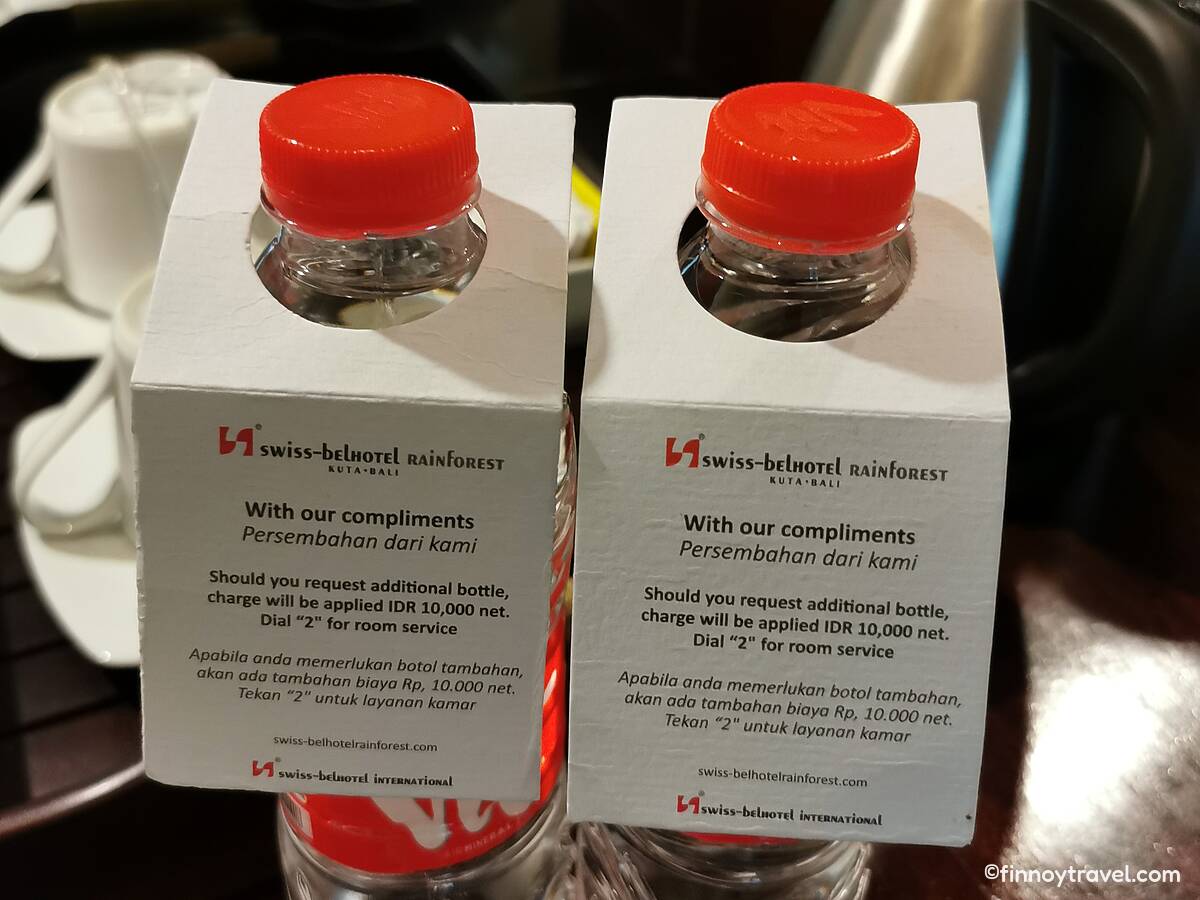 swiss-belhotel RAINFOREST
KUTA•BALI
With our compliments
Persembahan dari kami
Should you request additional bottle,
charge will be applied IDR 10,000 net.
Dial “2" for room service
Apabila anda memerlukan botol tambahan,
akan ada tambahan biaya Rp, 10.000 net.
Tekan “2" untuk layanan kamar
swiss-belhotelrainforest.com
swiss-belhotel INTERNATIONAL
swiss-belhotel RAINFOREST
KUTA•BALI
With our compliments
Persembahan dari kami
Should you request additional bottle,
charge will be applied IDR 10,000 net.
Dial “2" for room service
Apabila anda memerlukan botol tambahan,
akan ada tambahan biaya Rp, 10.000 net.
Tekan “2" untuk layanan kamar
swiss-belhotelrainforest.com
swiss-belhotel INTERNATIONAL
©finnoytravel.com